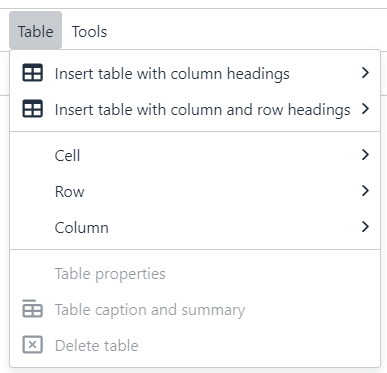 Table Tools
Insert table with column headings
Insert table with column and row headings
Cell
Row
Column
Table properties
Table caption and summary
Delete table